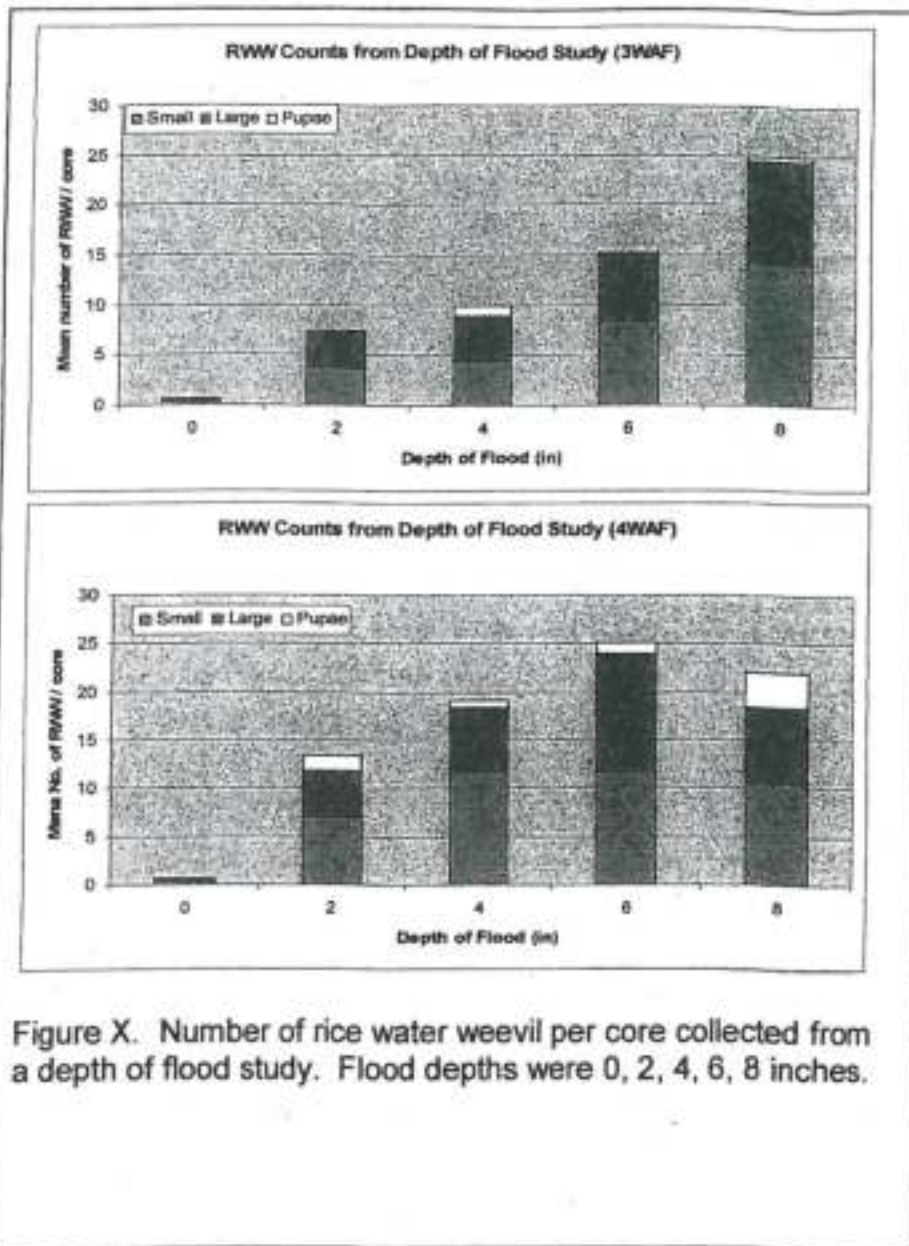 RWW Counts from Depth of Flood Study (3WAF)
Mean number of RWW/ core
30
25
20
15
10
5
0
Small Large Pupae
0 2 4 6 8
Depth of Flood (in)
RWW Counts from Depth of Flood Study (4WAF)
Mena No. of RWW/ core
30
25
20
15
10
5
0
Small Large Pupae
0 2 4 6 8
Depth of Flood (in)
Figure X. Number of rice water weevil per core collected from
a depth of flood study. Flood depths were 0, 2, 4, 6, 8 inches.